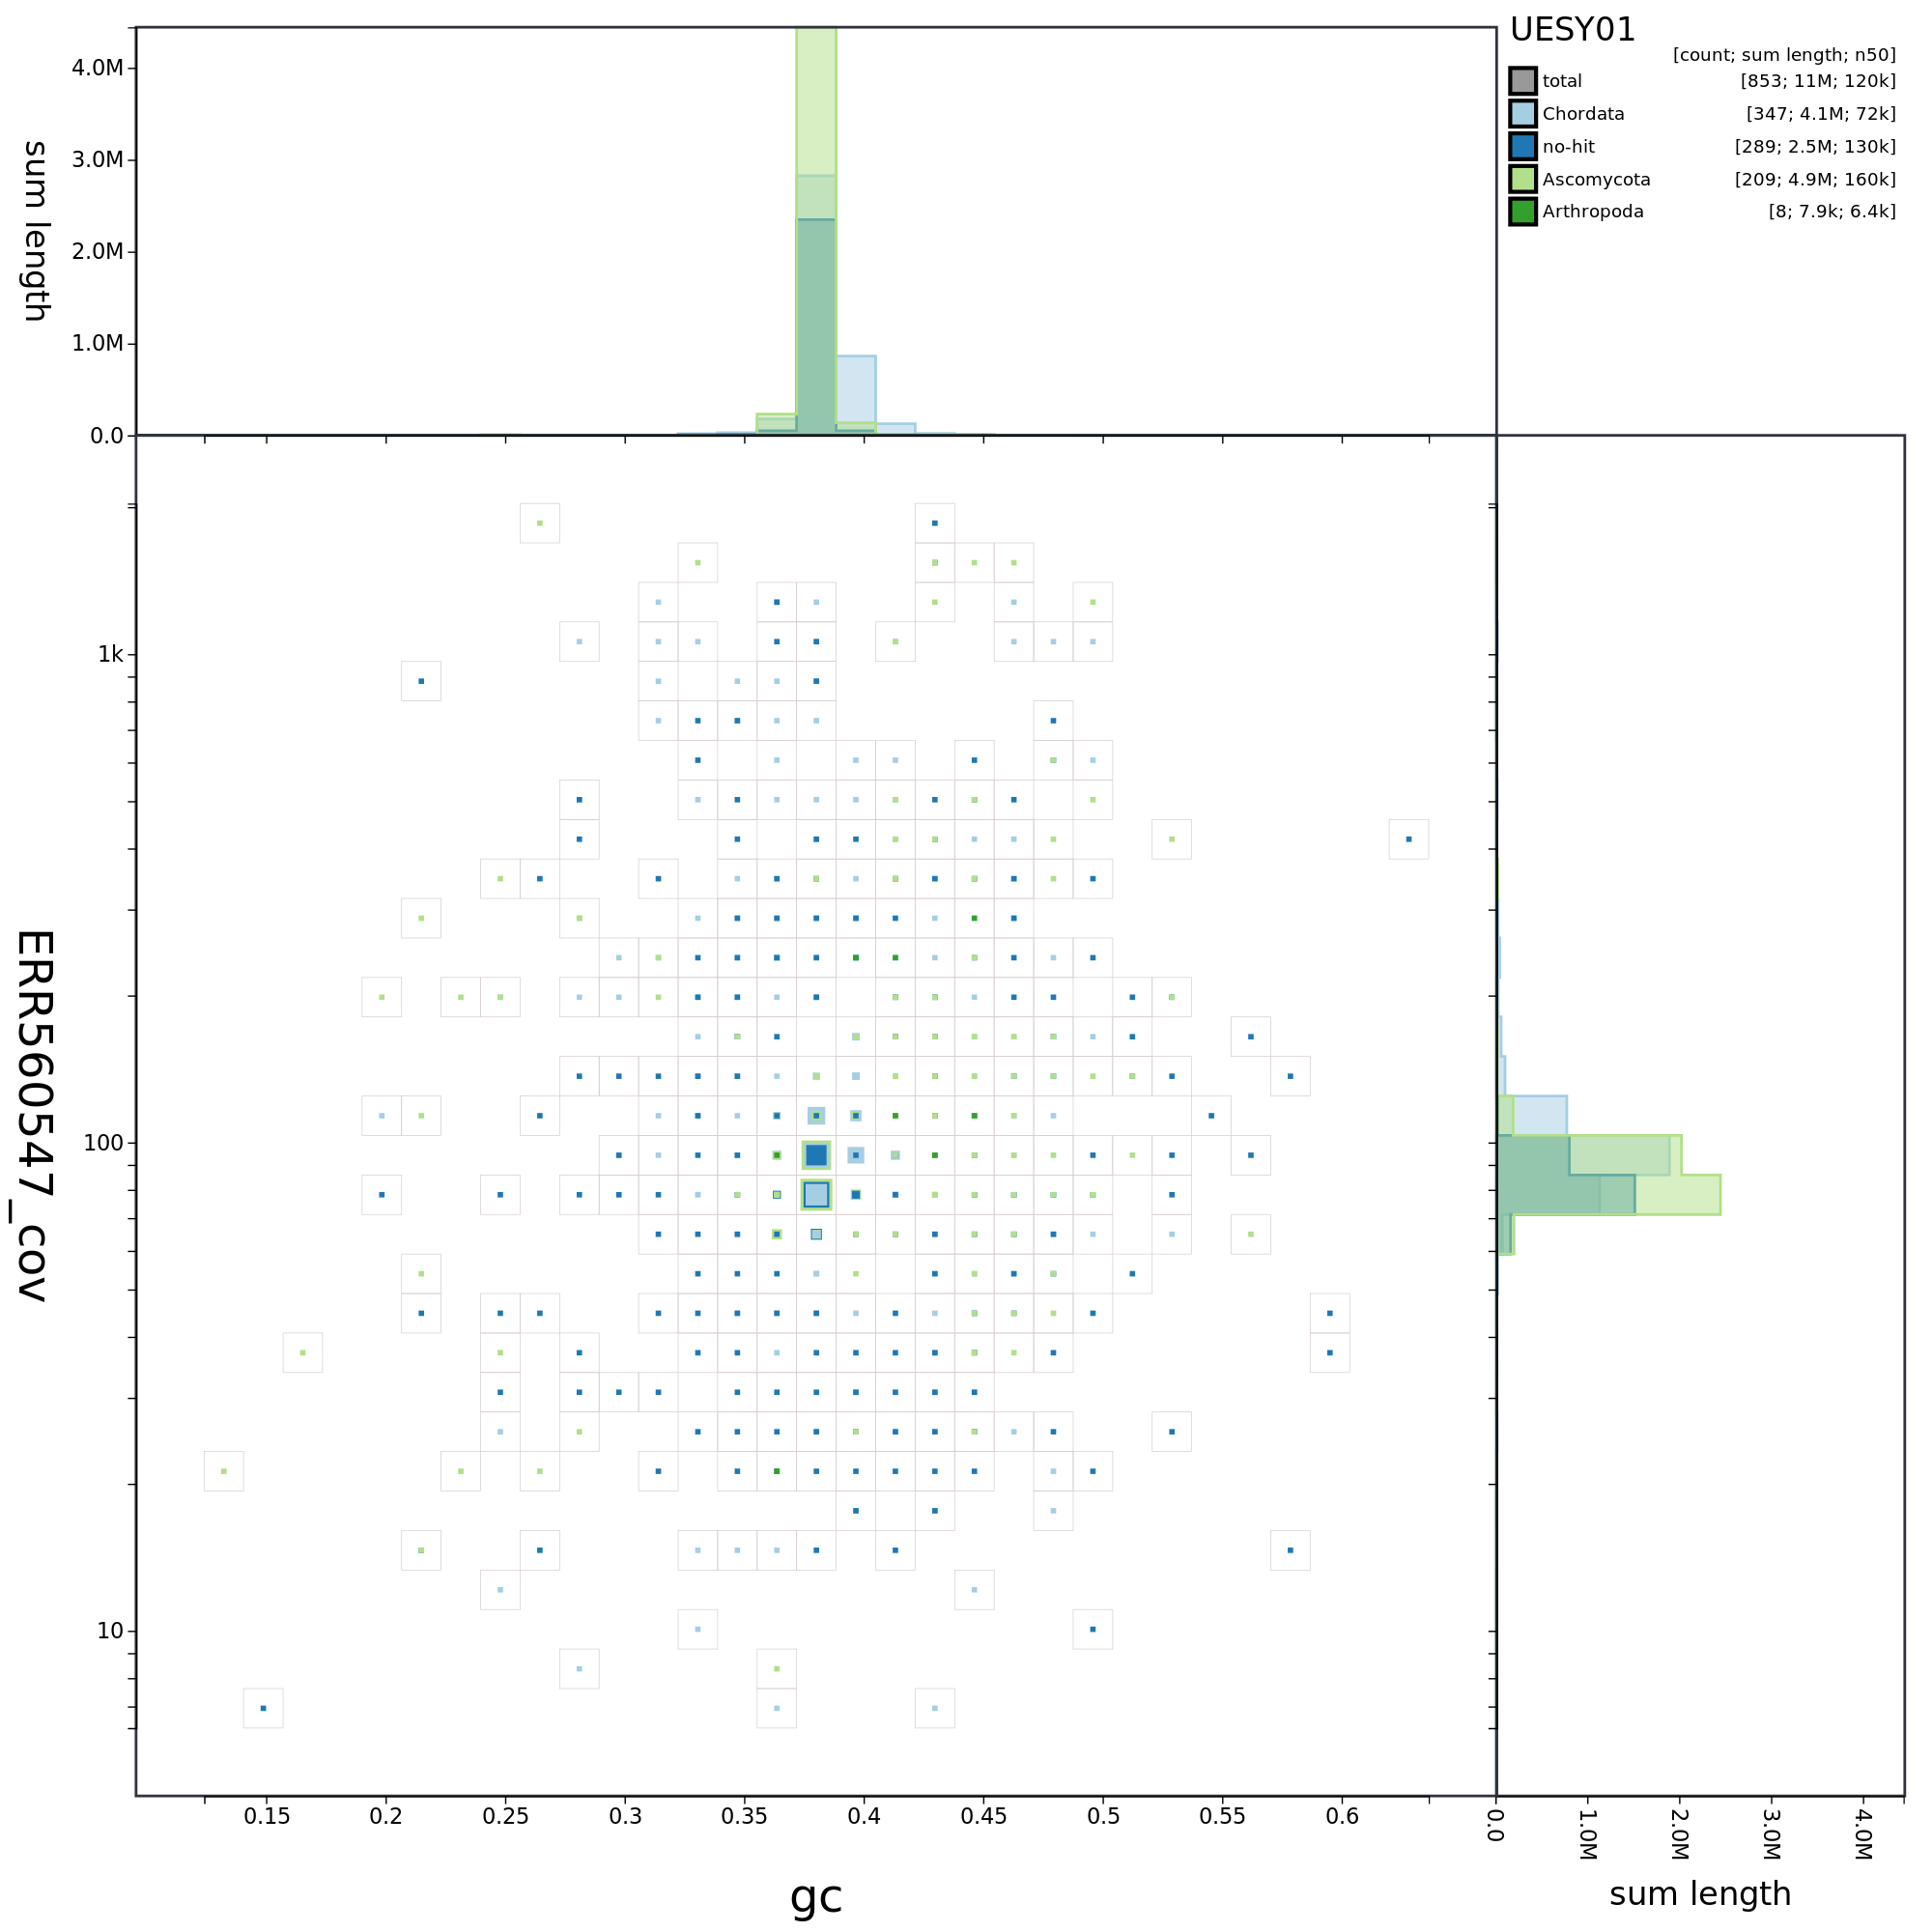 UESY01
[count; sum length; n50]
total [853; 11M; 120k]
Chordata [347; 4.1M; 72k]
no-hit [289; 2.5M; 130k]
Ascomycota [209; 4.9M; 160k]
Arthropoda [8; 7.9k; 6.4k]
sum length
4.0M
3.0M
2.0M
1.0M
0.0
ERR560547_cov
1k
100
10
0.15 0.2 0.25 0.3 0.35 0.4 0.45 0.5 0.55 0.6
gc
0.0 1.0M 2.0M 3.0M 4.0M
sum length